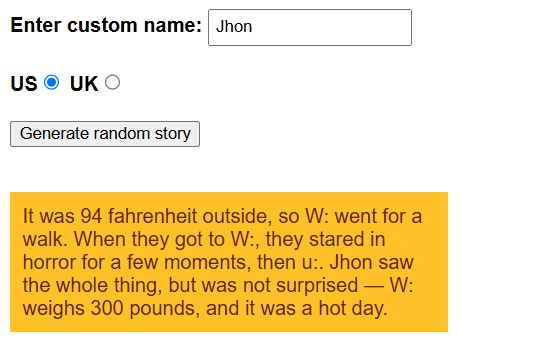 Enter custom name: Jhon
US UK
Generate random story
It was 94 fahrenheit outside, so W: went for a
walk. When they got to W:, they stared in
horror for a few moments, then u:. Jhon saw
the whole thing, but was not surprised — W:
weighs 300 pounds, and it was a hot day.